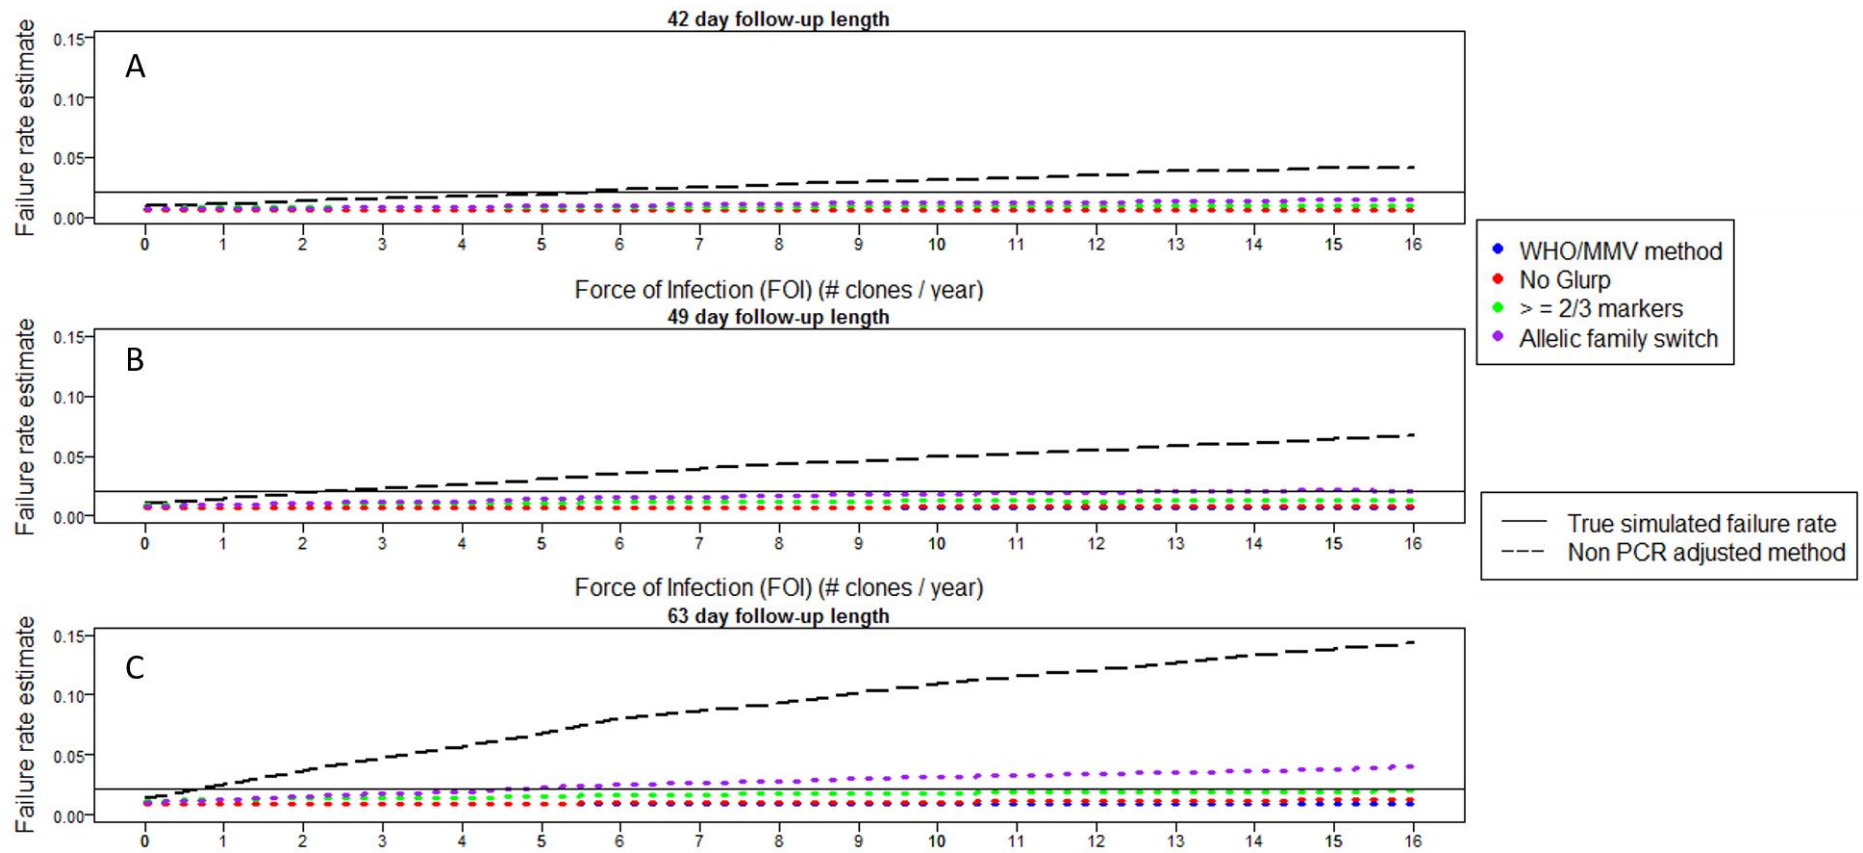 42 day follow-up length
A
Failure rate estimate
0.15
0.10
0.05
0.00
0 1 2 3 4 5 6 7 8 9 10 11 12 13 14 15 16
Force of Infection (FOI) (# clones / year)
49 day follow-up length
B
Failure rate estimate
0.15
0.10
0.05
0.00
0 1 2 3 4 5 6 7 8 9 10 11 12 13 14 15 16
Force of Infection (FOI) (# clones / year)
63 day follow-up length
C
Failure rate estimate
0.15
0.10
0.05
0.00
0 1 2 3 4 5 6 7 8 9 10 11 12 13 14 15 16
WHO/MMV method
No Glurp
> = 2/3 markers
Allelic family switch
True simulated failure rate
Non PCR adjusted method